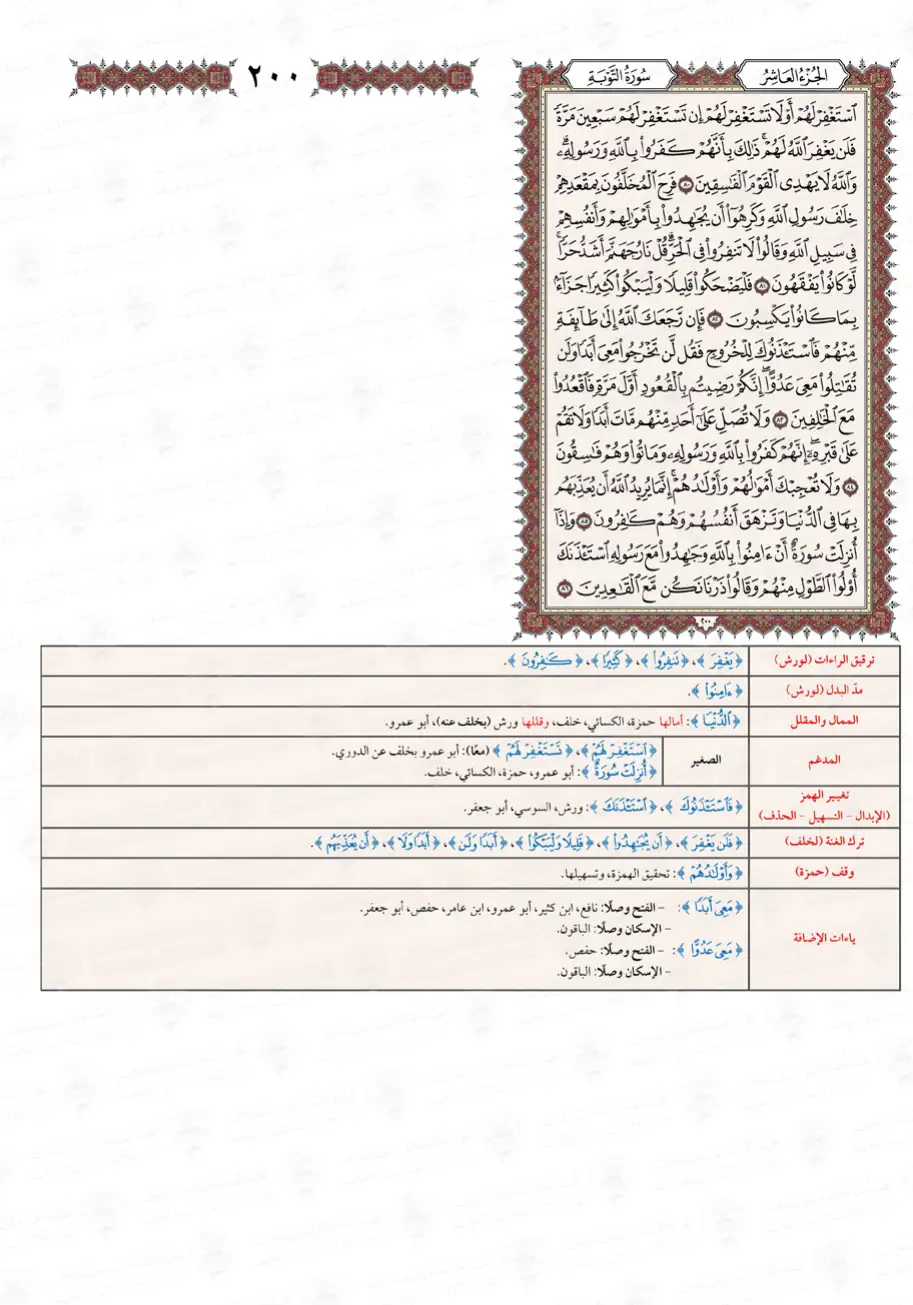 ٢٠٠
سُورَةُ التَّوْبَةِ
الجُزْءُ العَاشِرُ
ٱسْتَغْفِرْ لَهُمْ أَوْ لَا تَسْتَغْفِرْ لَهُمْ إِن تَسْتَغْفِرْ لَهُمْ سَبْعِينَ مَرَّةً
فَلَن يَغْفِرَ ٱللَّهُ لَهُمْ ۚ ذَٰلِكَ بِأَنَّهُمْ كَفَرُوا۟ بِٱللَّهِ وَرَسُولِهِۦ ۗ
وَٱللَّهُ لَا يَهْدِى ٱلْقَوْمَ ٱلْفَـٰسِقِينَ ٨٠ فَرِحَ ٱلْمُخَلَّفُونَ بِمَقْعَدِهِمْ
خِلَـٰفَ رَسُولِ ٱللَّهِ وَكَرِهُوٓا۟ أَن يُجَـٰهِدُوا۟ بِأَمْوَٰلِهِمْ وَأَنفُسِهِمْ
فِى سَبِيلِ ٱللَّهِ وَقَالُوا۟ لَا تَنفِرُوا۟ فِى ٱلْحَرِّ ۗ قُلْ نَارُ جَهَنَّمَ أَشَدُّ حَرًّا ۚ
لَّوْ كَانُوا۟ يَفْقَهُونَ ٨١ فَلْيَضْحَكُوا۟ قَلِيلًا وَلْيَبْكُوا۟ كَثِيرًا جَزَآءًۢ
بِمَا كَانُوا۟ يَكْسِبُونَ ٨٢ فَإِن رَّجَعَكَ ٱللَّهُ إِلَىٰ طَآئِفَةٍ
مِّنْهُمْ فَٱسْتَـْٔذَنُوكَ لِلْخُرُوجِ فَقُل لَّن تَخْرُجُوا۟ مَعِىَ أَبَدًا وَلَن
تُقَـٰتِلُوا۟ مَعِىَ عَدُوًّا ۖ إِنَّكُمْ رَضِيتُم بِٱلْقُعُودِ أَوَّلَ مَرَّةٍ فَٱقْعُدُوا۟
مَعَ ٱلْخَـٰلِفِينَ ٨٣ وَلَا تُصَلِّ عَلَىٰٓ أَحَدٍ مِّنْهُم مَّاتَ أَبَدًا وَلَا تَقُمْ
عَلَىٰ قَبْرِهِۦٓ ۖ إِنَّهُمْ كَفَرُوا۟ بِٱللَّهِ وَرَسُولِهِۦ وَمَاتُوا۟ وَهُمْ فَـٰسِقُونَ
٨٤ وَلَا تُعْجِبْكَ أَمْوَٰلُهُمْ وَأَوْلَـٰدُهُمْ ۚ إِنَّمَا يُرِيدُ ٱللَّهُ أَن يُعَذِّبَهُم
بِهَا فِى ٱلدُّنْيَا وَتَزْهَقَ أَنفُسُهُمْ وَهُمْ كَـٰفِرُونَ ٨٥ وَإِذَآ
أُنزِلَتْ سُورَةٌ أَنْ ءَامِنُوا۟ بِٱللَّهِ وَجَـٰهِدُوا۟ مَعَ رَسُولِهِ ٱسْتَـْٔذَنَكَ
أُو۟لُوا۟ ٱلطَّوْلِ مِنْهُمْ وَقَالُوا۟ ذَرْنَا نَكُن مَّعَ ٱلْقَـٰعِدِينَ ٨٦
٢٠٠
ترقيق الراءات (لورش) ﴿ يَغْفِرَ ﴾، ﴿ تَنفِرُوا۟ ﴾، ﴿ كَثِيرًا ﴾، ﴿ كَـٰفِرُونَ ﴾.
مدّ البدل (لورش) ﴿ ءَامِنُوا۟ ﴾.
الممال والمقلل ﴿ ٱلدُّنْيَا ﴾: أمالها حمزة، الكسائي، خلف، وقللها ورش (بخلف عنه)، أبو عمرو.
المدغم الصغير ﴿ ٱسْتَغْفِرْ لَهُمْ ﴾، ﴿ تَسْتَغْفِرْ لَهُمْ ﴾ (معًا): أبو عمرو بخلف عن الدوري.
﴿ أُنزِلَتْ سُورَةٌ ﴾: أبو عمرو، حمزة، الكسائي، خلف.
تغيير الهمز
(الإبدال – التسهيل – الحذف) ﴿ فَٱسْتَـْٔذَنُوكَ ﴾، ﴿ ٱسْتَـْٔذَنَكَ ﴾: ورش، السوسي، أبو جعفر.
ترك الغنة (لخلف) ﴿ فَلَن يَغْفِرَ ﴾، ﴿ أَن يُجَـٰهِدُوا۟ ﴾، ﴿ قَلِيلًا وَلْيَبْكُوا۟ ﴾، ﴿ أَبَدًا وَلَن ﴾، ﴿ أَبَدًا وَلَا ﴾، ﴿ أَن يُعَذِّبَهُم ﴾.
وقف (حمزة) ﴿ وَأَوْلَـٰدُهُمْ ﴾: تحقيق الهمزة، وتسهيلها.
ياءات الإضافة ﴿ مَعِىَ أَبَدًا ﴾: – الفتح وصلًا: نافع، ابن كثير، أبو عمرو، ابن عامر، حفص، أبو جعفر.
– الإسكان وصلًا: الباقون.
﴿ مَعِىَ عَدُوًّا ﴾: – الفتح وصلًا: حفص.
– الإسكان وصلًا: الباقون.